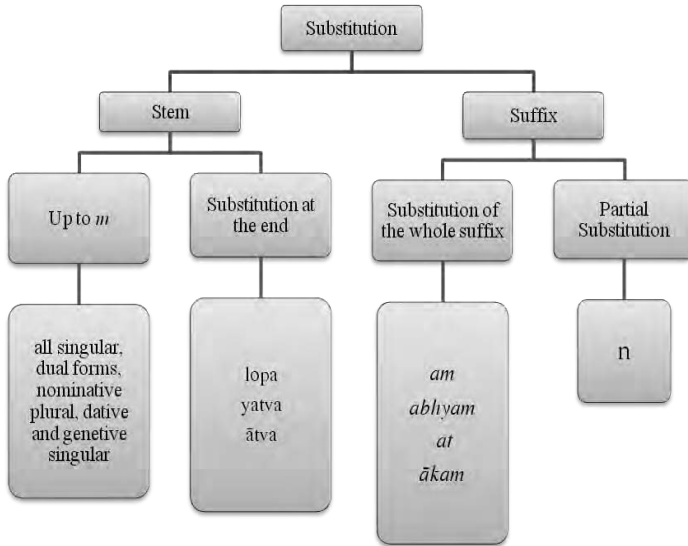 Substitution
Stem
Suffix
Up to m
Substitution at
the end
Substitution of
the whole suffix
Partial
Substitution
all singular,
dual forms,
nominative
plural, dative
and genetive
singular
lopa
yatva
ātva
am
abhyam
at
ākam
n